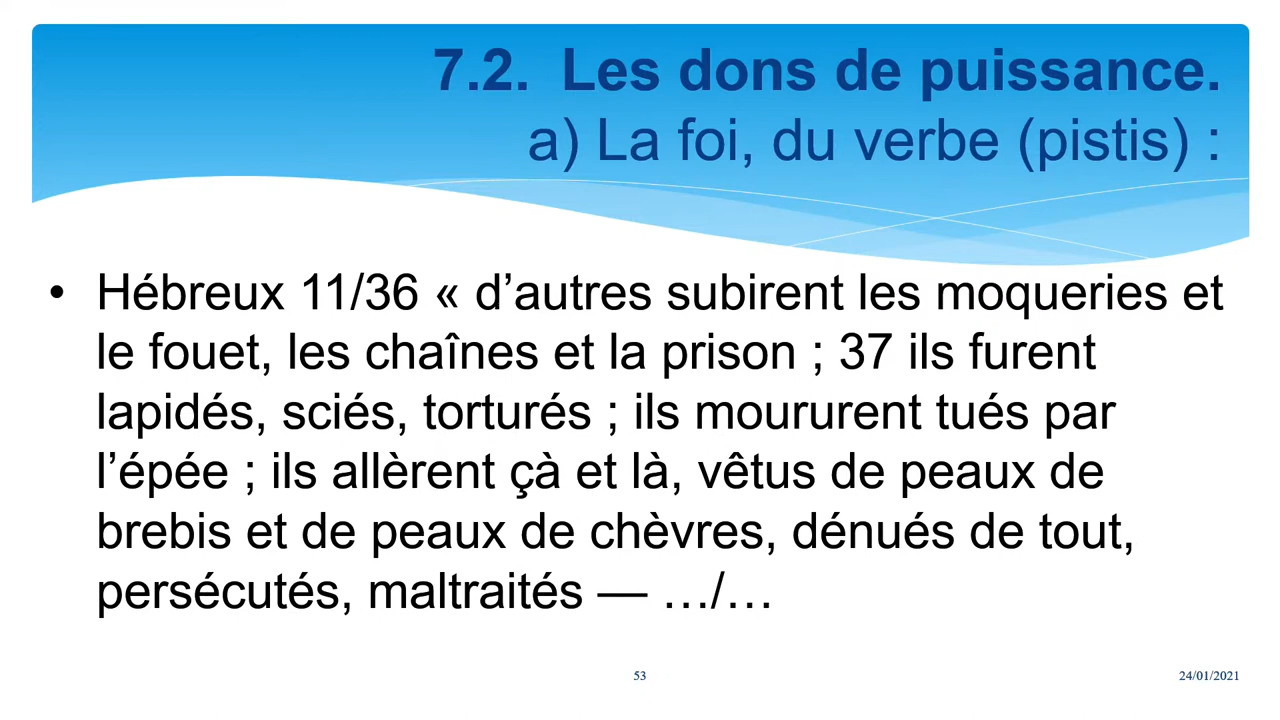 7.2. Les dons de puissance.
a) La foi, du verbe (pistis) :
• Hébreux 11/36 « d’autres subirent les moqueries et
le fouet, les chaînes et la prison ; 37 ils furent
lapidés, sciés, torturés ; ils moururent tués par
l’épée ; ils allèrent çà et là, vêtus de peaux de
brebis et de peaux de chèvres, dénués de tout,
persécutés, maltraités — …/…
53
24/01/2021